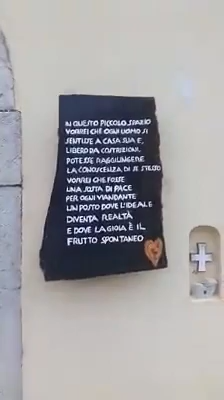 IN QUESTO PICCOLO SPAZIO
VORREI CHE OGNI UOMO SI
SENTISSE A CASA SUA E,
LIBERO DA COSTRIZIONI,
POTESSE RAGGIUNGERE
LA CONOSCENZA DI SE STESSO
VORREI CHE FOSSE
UNA SOSTA DI PACE
PER OGNI VIANDANTE
UN POSTO DOVE L'IDEALE
DIVENTA REALTÀ
E DOVE LA GIOIA È IL
FRUTTO SPONTANEO